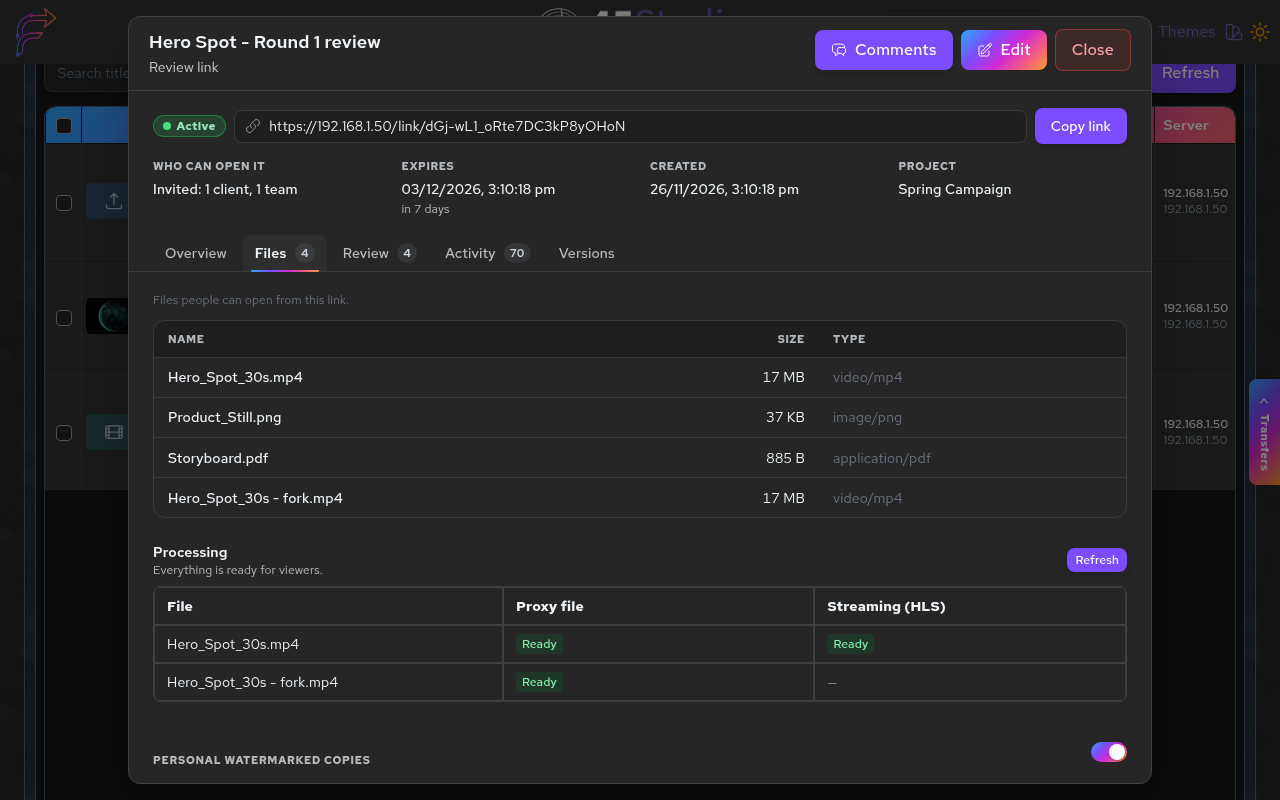 Hero Spot - Round 1 review
Review link
Comments
Edit
Close
Themes
Search title
Refresh
Active
https://192.168.1.50/link/dGj-wL1_oRte7DC3kP8yOHoN
Copy link
Server
WHO CAN OPEN IT
EXPIRES
CREATED
PROJECT
Invited: 1 client, 1 team
03/12/2026, 3:10:18 pm
26/11/2026, 3:10:18 pm
Spring Campaign
in 7 days
192.168.1.50
192.168.1.50
Overview
Files 4
Review 4
Activity 70
Versions
Files people can open from this link.
192.168.1.50
192.168.1.50
NAME SIZE TYPE
Hero_Spot_30s.mp4 17 MB video/mp4
Product_Still.png 37 KB image/png
Storyboard.pdf 885 B application/pdf
Hero_Spot_30s - fork.mp4 17 MB video/mp4
Transfers
192.168.1.50
192.168.1.50
Processing
Everything is ready for viewers.
Refresh
File Proxy file Streaming (HLS)
Hero_Spot_30s.mp4 Ready Ready
Hero_Spot_30s - fork.mp4 Ready —
PERSONAL WATERMARKED COPIES